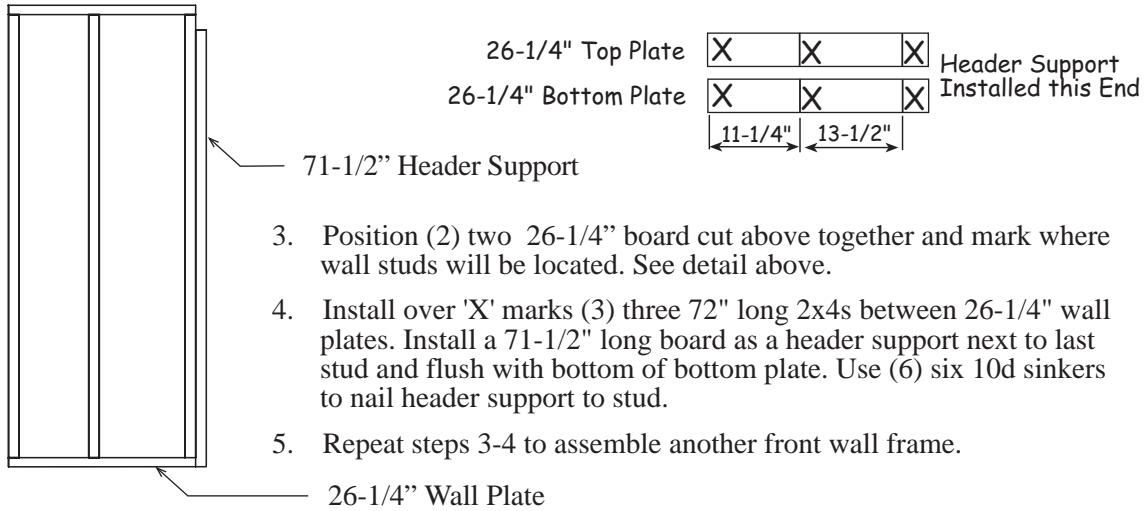 26-1/4" Top Plate X X X
Header Support
26-1/4" Bottom Plate X X X
Installed this End
11-1/4" 13-1/2"
71-1/2” Header Support
3. Position (2) two 26-1/4” board cut above together and mark where
wall studs will be located. See detail above.
4. Install over 'X' marks (3) three 72" long 2x4s between 26-1/4" wall
plates. Install a 71-1/2" long board as a header support next to last
stud and flush with bottom of bottom plate. Use (6) six 10d sinkers
to nail header support to stud.
5. Repeat steps 3-4 to assemble another front wall frame.
26-1/4” Wall Plate